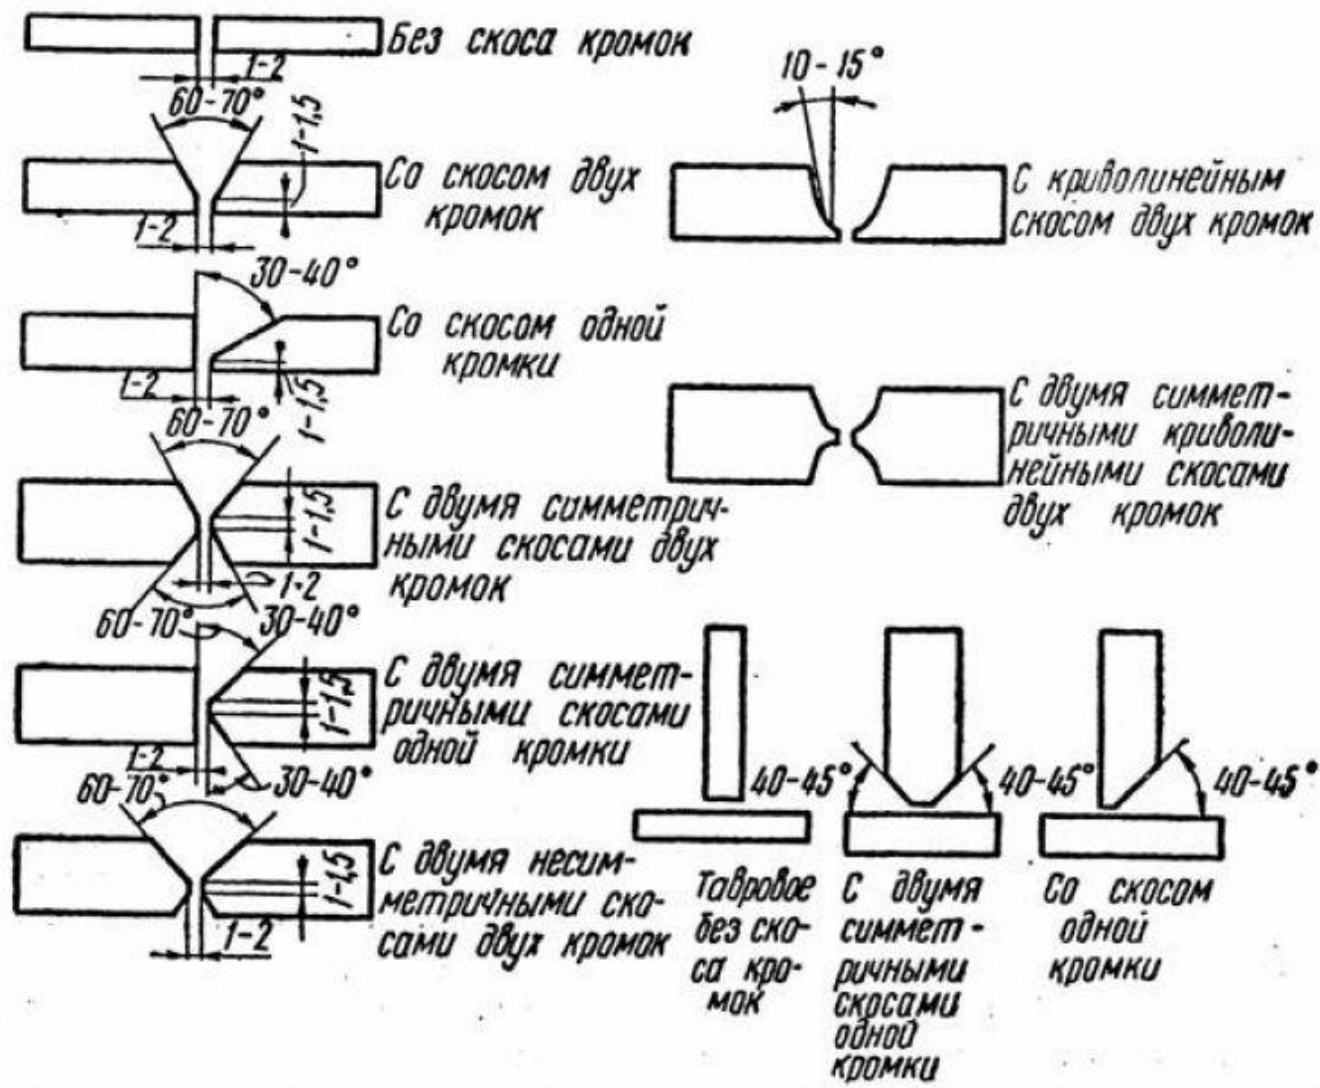 Без скоса кромок
1-2
60-70°
1-1,5
Со скосом двух
кромок
1-2
30-40°
Со скосом одной
кромки
1-2
1-1,5
60-70°
С двумя симметрич-
ными скосами двух
кромок
1-1,5
1-2
60-70°
30-40°
С двумя симмет-
ричными скосами
одной кромки
1-1,5
1-2
30-40°
60-70°
С двумя несим-
метричными ско-
сами двух кромок
1-1,5
1-2
10-15°
С криволинейным
скосом двух кромок
С двумя симмет-
ричными криволи-
нейными скосами
двух кромок
40-45°
40-45°
40-45°
Тавровое
без ско-
са кро-
мок
С двумя
симмет-
ричными
скосами
одной
кромки
Со скосом
одной
кромки